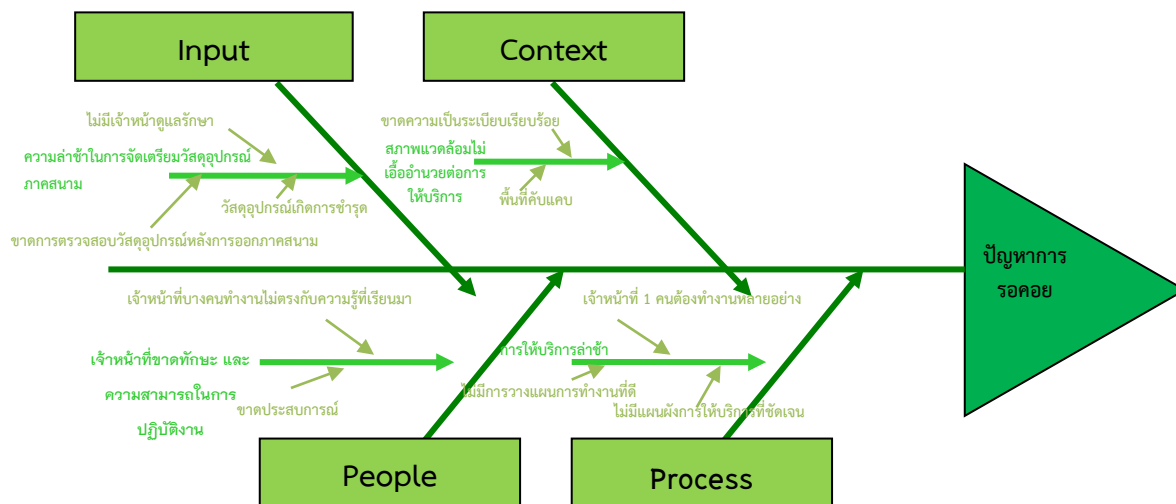 Input
Context
ไม่มีเจ้าหน้าดูแลรักษา
ความล่าช้าในการจัดเตรียมวัสดุอุปกรณ์
ภาคสนาม
วัสดุอุปกรณ์เกิดการชำรุด
ขาดการตรวจสอบวัสดุอุปกรณ์หลังการออกภาคสนาม
ขาดความเป็นระเบียบเรียบร้อย
สภาพแวดล้อมไม่
เอื้ออำนวยต่อการ
ให้บริการ
พื้นที่คับแคบ
ปัญหาการ
รอคอย
เจ้าหน้าที่บางคนทำงานไม่ตรงกับความรู้ที่เรียนมา
เจ้าหน้าที่ขาดทักษะ และ
ความสามารถในการ
ปฏิบัติงาน
ขาดประสบการณ์
เจ้าหน้าที่ 1 คนต้องทำงานหลายอย่าง
การให้บริการล่าช้า
ไม่มีการวางแผนการทำงานที่ดี
ไม่มีแผนผังการให้บริการที่ชัดเจน
People
Process